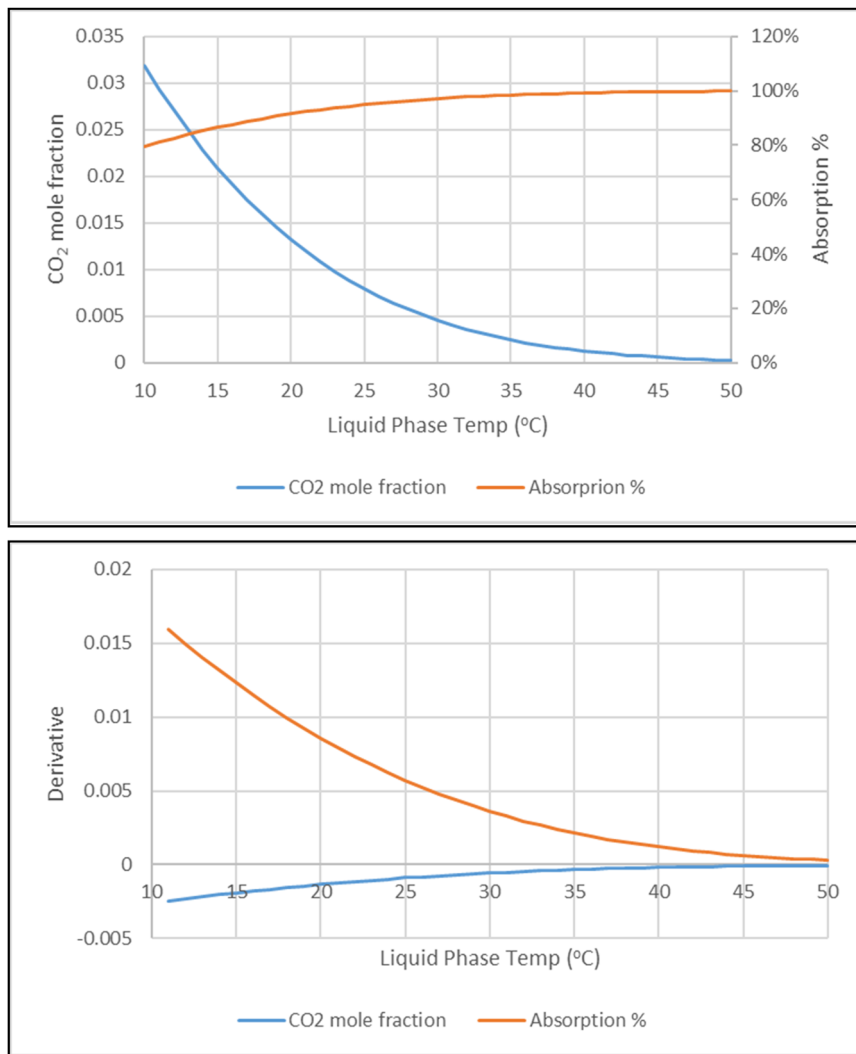 0.035
0.03
0.025
0.02
0.015
0.01
0.005
0
CO₂ mole fraction
120%
100%
80%
60%
40%
20%
0%
Absorption %
10 15 20 25 30 35 40 45 50
Liquid Phase Temp (°C)
CO2 mole fraction Absorprion %
0.02
0.015
0.01
0.005
0
-0.005
Derivative
10 15 20 25 30 35 40 45 50
Liquid Phase Temp (°C)
CO2 mole fraction Absorption %